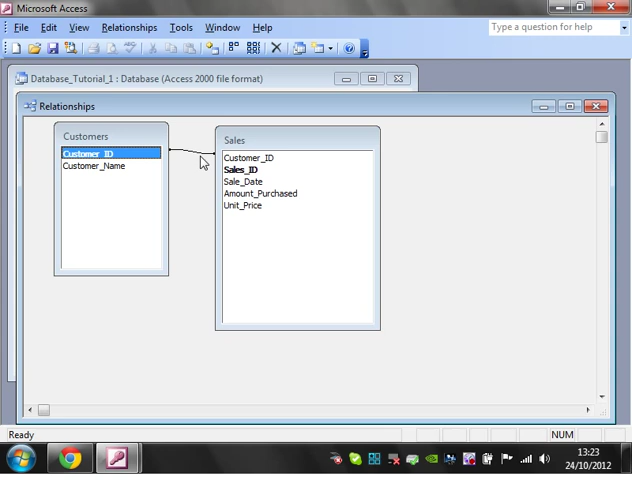 Microsoft Access
File Edit View Relationships Tools Window Help
Type a question for help
Database_Tutorial_1 : Database (Access 2000 file format)
Relationships
Customers
Customer_ID
Customer_Name
Sales
Customer_ID
Sales_ID
Sale_Date
Amount_Purchased
Unit_Price
Ready
NUM
13:23
24/10/2012